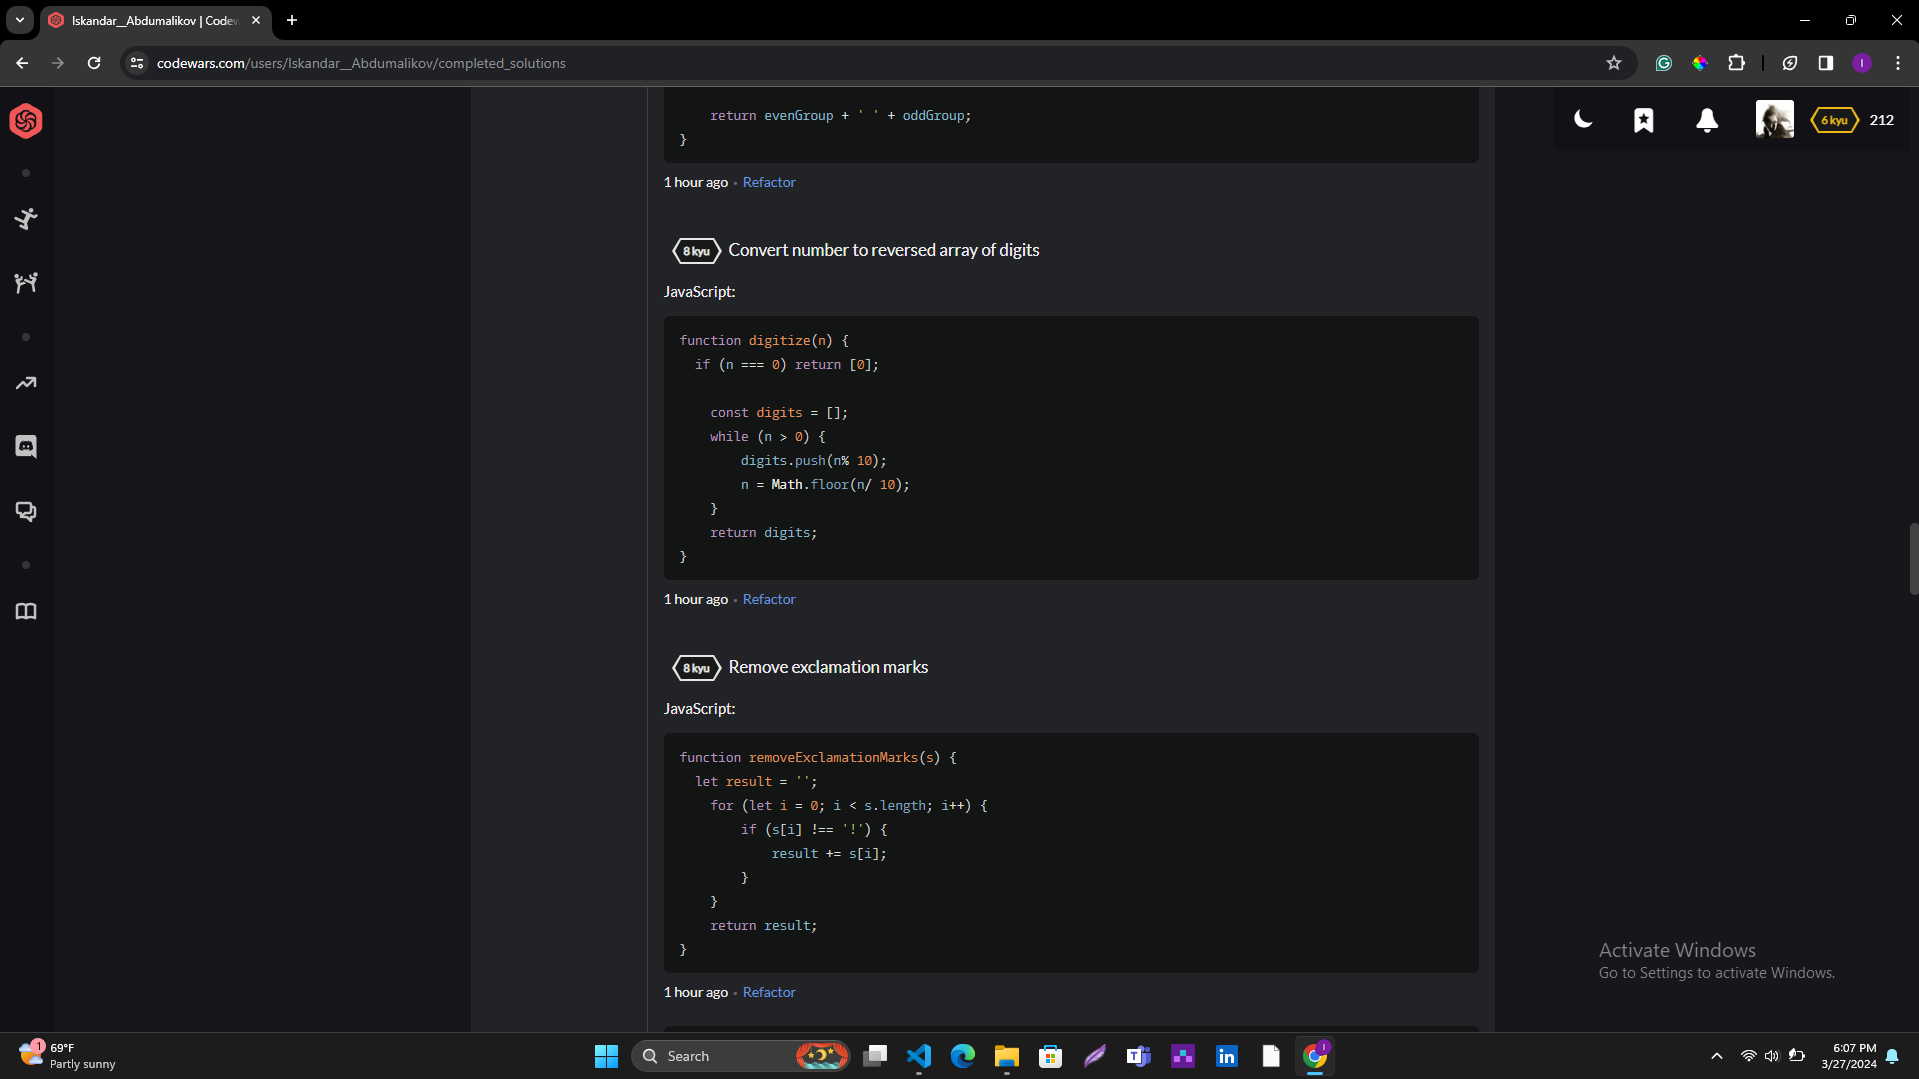 Iskandar__Abdumalikov | Codew
codewars.com/users/Iskandar__Abdumalikov/completed_solutions
I
6 kyu
212
return evenGroup + ' ' + oddGroup;
}
1 hour ago • Refactor
8 kyu Convert number to reversed array of digits
JavaScript:
function digitize(n) {
if (n === 0) return [0];
const digits = [];
while (n > 0) {
digits.push(n% 10);
n = Math.floor(n/ 10);
}
return digits;
}
1 hour ago • Refactor
8 kyu Remove exclamation marks
JavaScript:
function removeExclamationMarks(s) {
let result = '';
for (let i = 0; i < s.length; i++) {
if (s[i] !== '!') {
result += s[i];
}
}
return result;
}
1 hour ago • Refactor
Activate Windows
Go to Settings to activate Windows.
1
69°F
Partly sunny
Search
I
6:07 PM
3/27/2024